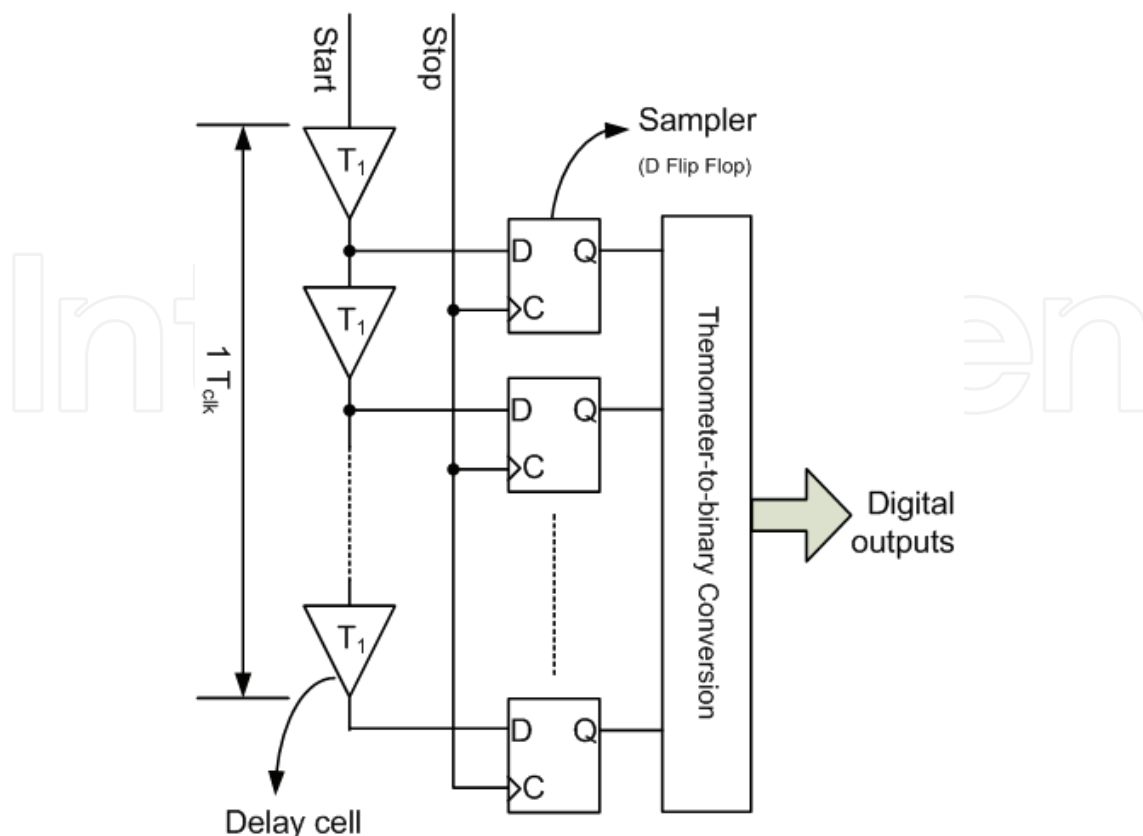 Start
Stop
Sampler
(D Flip Flop)
T1
D
Q
C
T1
1 Tclk
D
Q
C
Themometer-to-binary Conversion
Digital
outputs
T1
D
Q
C
Delay cell